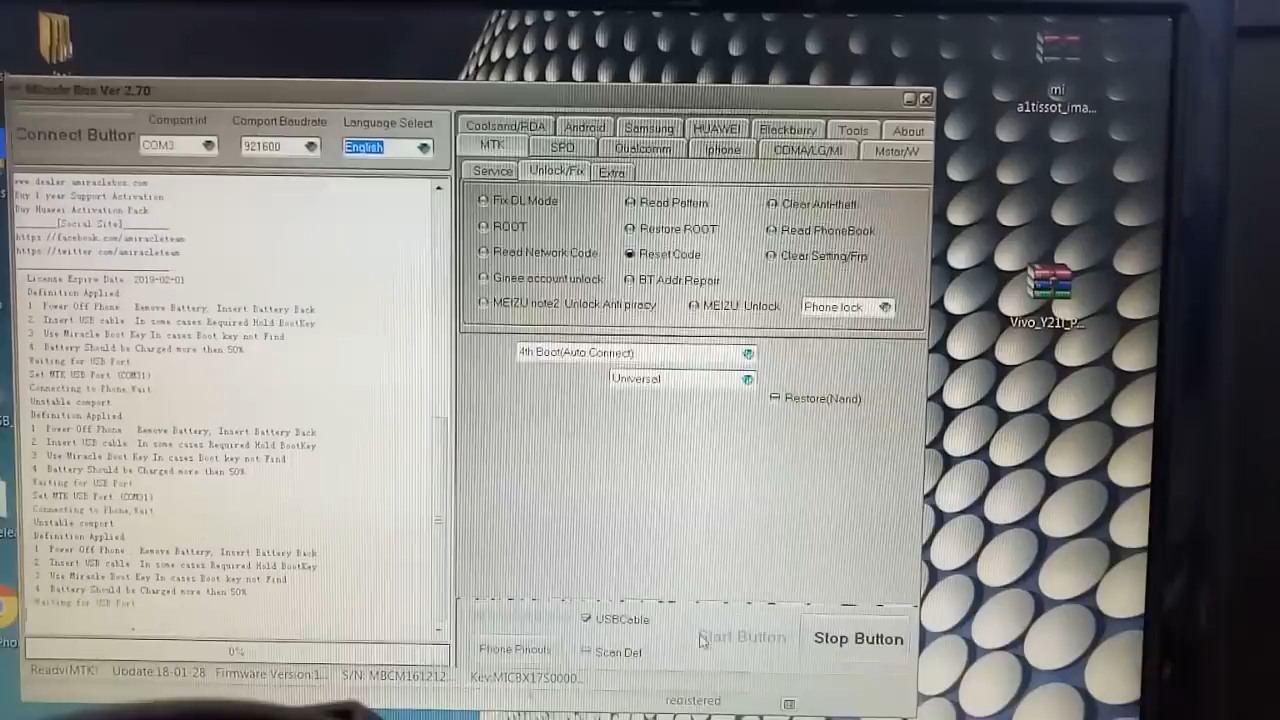 Miracle Box Ver 2.70
Connect Button
Comport int
Comport Baudrate
Language Select
COM3
921600
English
Buy 1 year Support Activation
Buy Huawei Activation Pack
[Social Site]
https://facebook.com/amiracleteam
https://twitter.com/amiracleteam
License Expire Date 2019-02-01
Definition Applied
1 Power Off Phone Remove Battery, Insert Battery Back
2 Insert USB cable In some cases Required Hold BootKey
3 Use Miracle Boot Key In cases Boot key not Find
4 Battery Should be Charged more then 50%
Waiting for USB Port
Set MTK USB Port (COM31)
Connecting to Phone,Wait
Unstable comport
Definition Applied
1 Power Off Phone Remove Battery, Insert Battery Back
2 Insert USB cable In some cases Required Hold BootKey
3 Use Miracle Boot Key In cases Boot key not Find
4 Battery Should be Charged more then 50%
Waiting for USB Port
Set MTK USB Port (COM31)
Connecting to Phone,Wait
Unstable comport
Definition Applied
1 Power Off Phone Remove Battery, Insert Battery Back
2 Insert USB cable In some cases Required Hold BootKey
3 Use Miracle Boot Key In cases Boot key not Find
4 Battery Should be Charged more then 50%
Waiting for USB Port
0%
Ready(MTK) Update:18-01-28 Firmware Version:1... S/N: MBCM161212... Key:MICBX17S0000...
Coolsand/RDA Android Samsung HUAWEI Blackberry Tools About
MTK SPD Qualcomm Iphone CDMA/LG/MI Mstar/W
Service Unlock/Fix Extra
Fix DL Mode Read Pattern Clear Anti-theft
ROOT Restore ROOT Read PhoneBook
Read Network Code Reset Code Clear Setting/Frp
Ginee account unlock BT Addr Repair
MEIZU note2 Unlock Anti piracy MEIZU Unlock Phone lock
4th Boot(Auto Connect)
Universal
Restore(Nand)
USBCable
Start Button
Stop Button
Phone Pinouts
Scan Def
registered
mi
a1tissot_ima...
Vivo_Y21l_P...